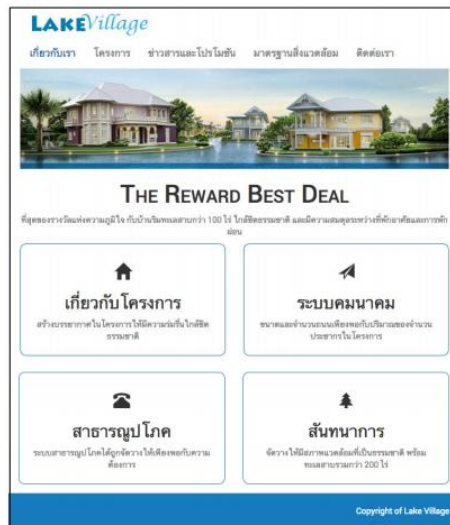 LAKEVillage
เกี่ยวกับเรา โครงการ ข่าวสารและโปรโมชัน มาตรฐานสิ่งแวดล้อม ติดต่อเรา
THE REWARD BEST DEAL
ที่สุดของรางวัลแห่งความภูมิใจ กับบ้านริมทะเลสาบกว่า 100 ไร่ ใกล้ชิดธรรมชาติ และมีความสมดุลระหว่างที่พักอาศัยและการพัก
ผ่อน
เกี่ยวกับโครงการ
สร้างบรรยากาศในโครงการให้มีความร่มรื่นใกล้ชิด
ธรรมชาติ
ระบบคมนาคม
ขนาดและจำนวนถนนเพียงพอกับปริมาณของจำนวน
ประชากรในโครงการ
สาธารณูปโภค
ระบบสาธารณูปโภคได้ถูกจัดวางให้เพียงพอกับความ
ต้องการ
สันทนาการ
จัดวางให้มีสภาพแวดล้อมที่เป็นธรรมชาติ พร้อม
ทะเลสาบรวมกว่า 200 ไร่
Copyright of Lake Village